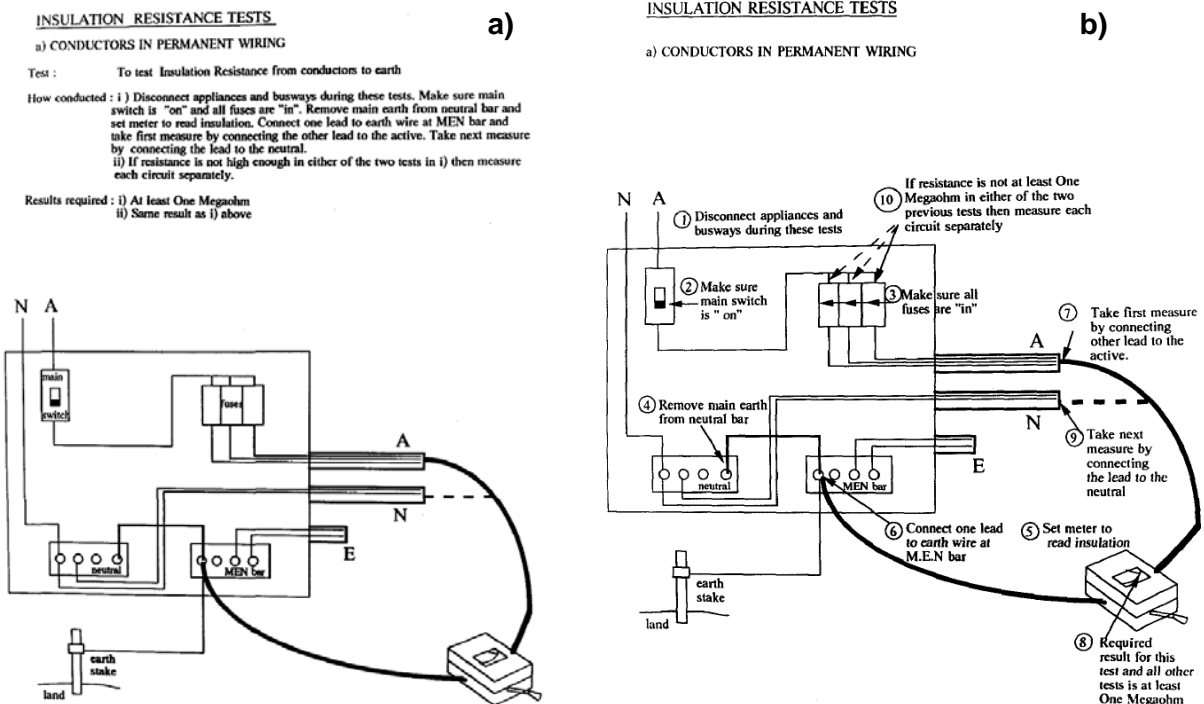 INSULATION RESISTANCE TESTS
a)
a) CONDUCTORS IN PERMANENT WIRING
Test : To test Insulation Resistance from conductors to earth
How conducted : i ) Disconnect appliances and busways during these tests. Make sure main
switch is "on" and all fuses are "in". Remove main earth from neutral bar and
set meter to read insulation. Connect one lead to earth wire at MEN bar and
take first measure by connecting the other lead to the active. Take next measure
by connecting the lead to the neutral.
ii) If resistance is not high enough in either of the two tests in i) then measure
each circuit separately.
Results required : i) At least One Megaohm
ii) Same result as i) above
N A
main
switch
fuses
A
N
E
neutral
MEN bar
earth
stake
land
INSULATION RESISTANCE TESTS
b)
a) CONDUCTORS IN PERMANENT WIRING
N A
1 Disconnect appliances and
busways during these tests
10 If resistance is not at least One
Megaohm in either of the two
previous tests then measure each
circuit separately
2 Make sure
main switch
is " on"
3 Make sure all
fuses are "in"
7 Take first measure
by connecting
other lead to the
active.
A
4 Remove main earth
from neutral bar
N
9 Take next
measure by
connecting
the lead to the
neutral
E
neutral
MEN bar
6 Connect one lead
to earth wire at
M.E.N bar
5 Set meter to
read insulation
earth
stake
land
8 Required
result for this
test and all other
tests is at least
One Megaohm